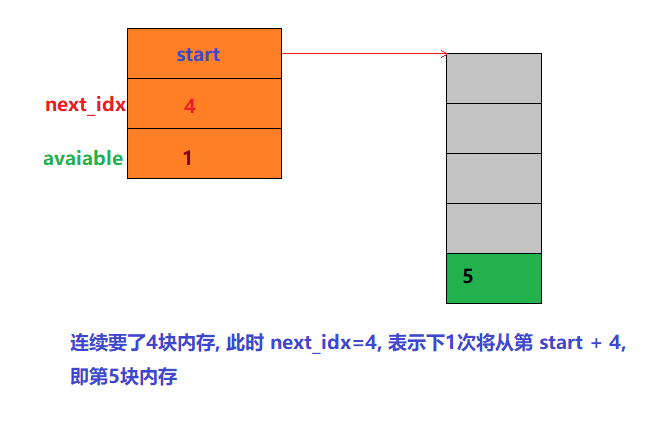 start
next_idx
4
avaiable
1
5
连续要了4块内存, 此时 next_idx=4, 表示下1次将从第 start + 4,
即第5块内存